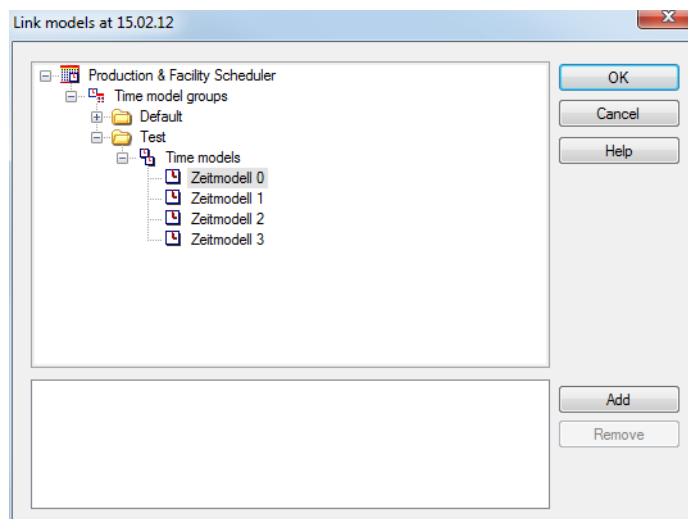 Link models at 15.02.12
Production & Facility Scheduler
Time model groups
Default
Test
Time models
Zeitmodell 0
Zeitmodell 1
Zeitmodell 2
Zeitmodell 3
OK
Cancel
Help
Add
Remove